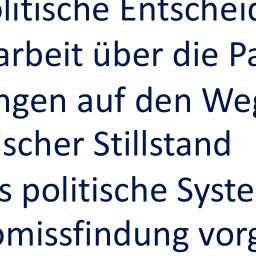 olitische Entscheid
arbeit über die Pa
ngen auf den Weg
ischer Stillstand
s politische Syste
omissfindung vorg